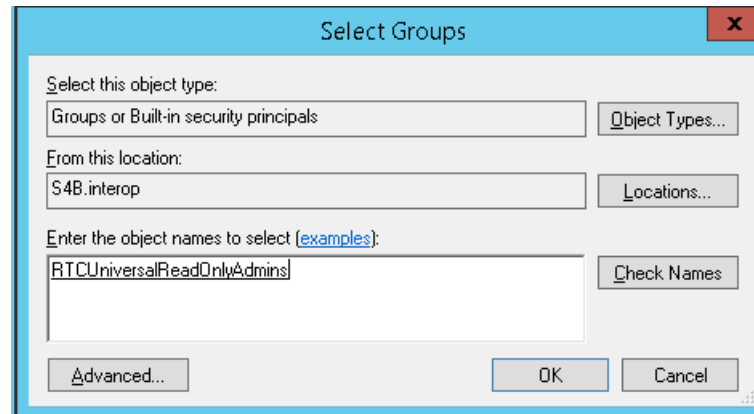 Select Groups
x
Select this object type:
Groups or Built-in security principals
Object Types...
From this location:
S4B.interop
Locations...
Enter the object names to select (examples):
RTCUniversalReadOnlyAdmins
Check Names
Advanced...
OK
Cancel